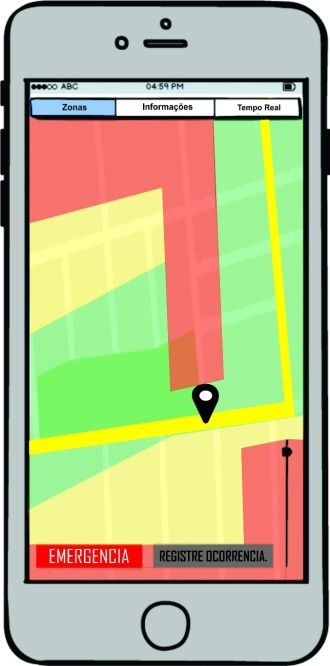 ABC 04:59 PM
Zonas Informações Tempo Real
EMERGENCIA REGISTRE OCORRENCIA.